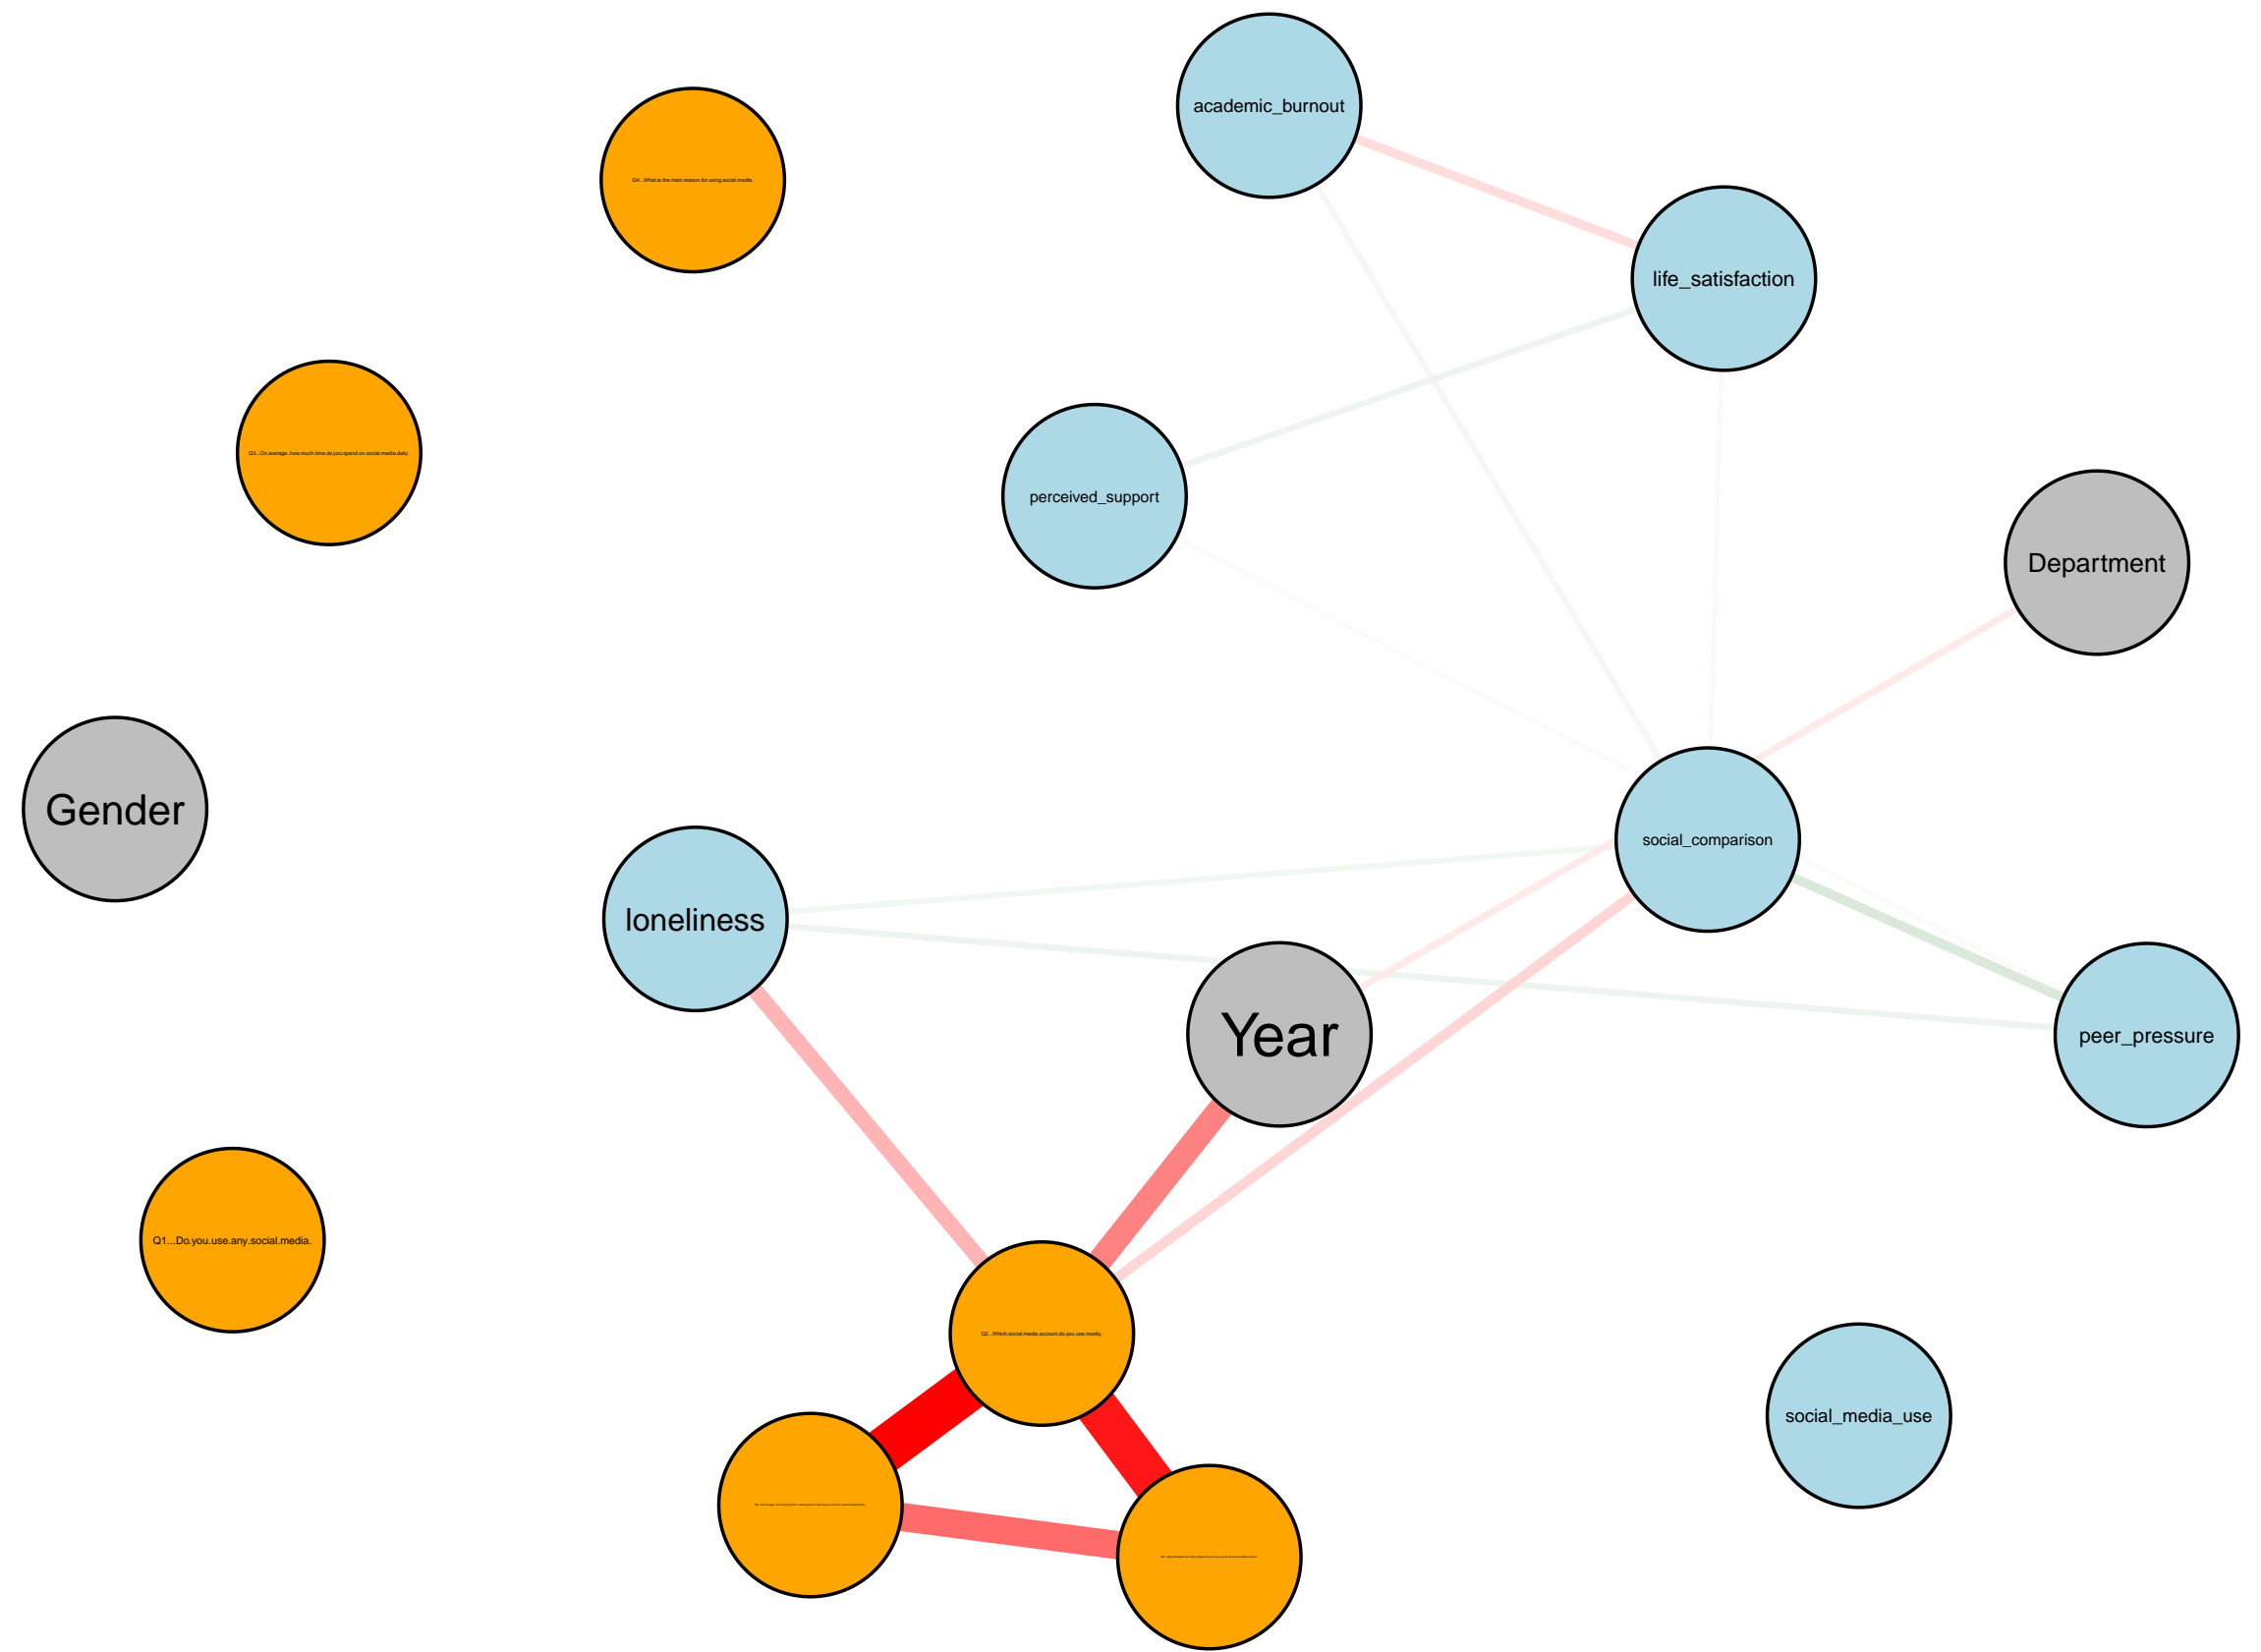 academic_burnout
Q4...What.is.the.main.reason.for.using.social.media.
life_satisfaction
Q3...On.average..how.much.time.do.you.spend.on.social.media.daily.
perceived_support
Department
Gender
social_comparison
loneliness
Year
peer_pressure
Q1...Do.you.use.any.social.media.
Q2...Which.social.media.account.do.you.use.mostly.
social_media_use